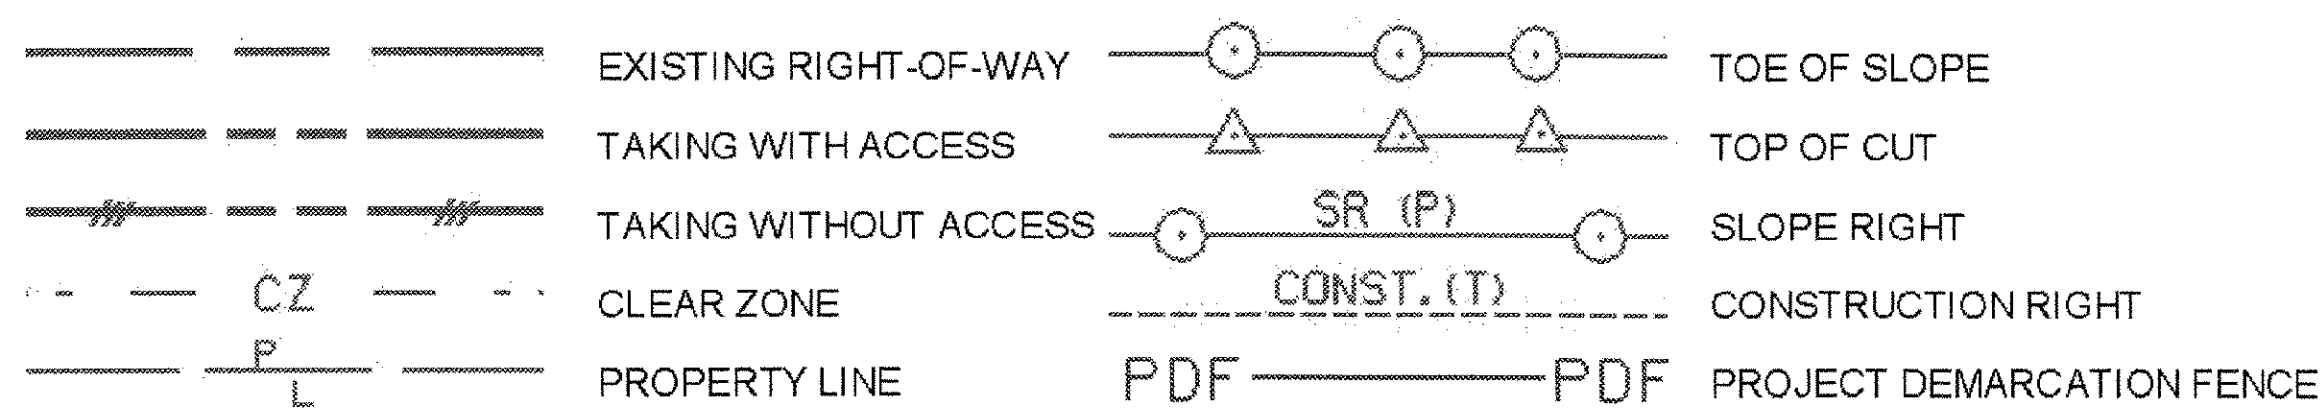 EXISTING RIGHT-OF-WAY
TAKING WITH ACCESS
TAKING WITHOUT ACCESS
CZ CLEAR ZONE
P L PROPERTY LINE
TOE OF SLOPE
TOP OF CUT
SR (P) SLOPE RIGHT
CONST. (T) CONSTRUCTION RIGHT
PDF PDF PROJECT DEMARCATION FENCE